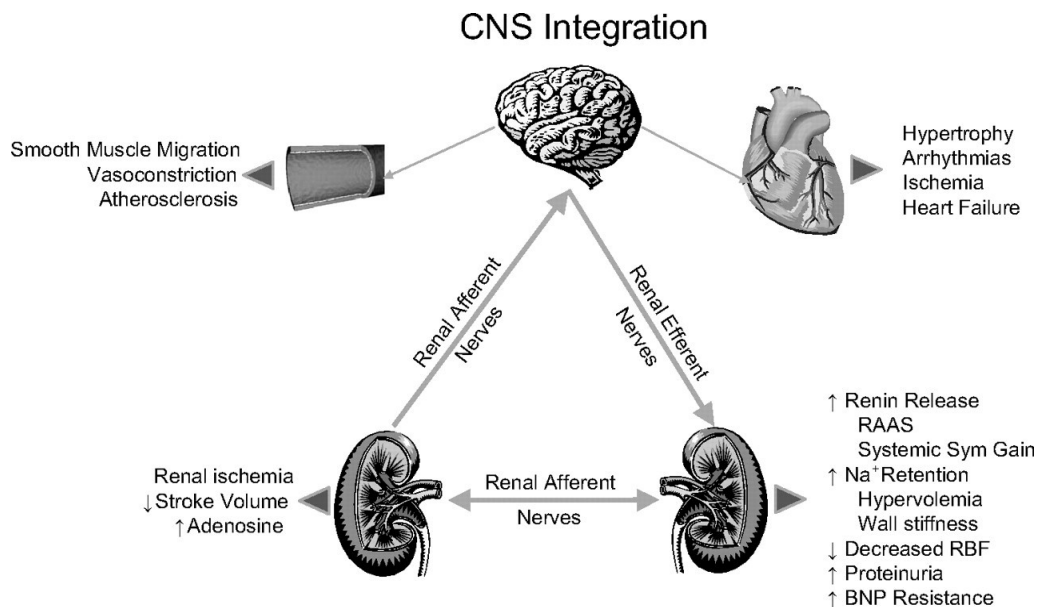 CNS Integration
Smooth Muscle Migration
Vasoconstriction
Atherosclerosis
Hypertrophy
Arrhythmias
Ischemia
Heart Failure
Renal Afferent
Nerves
Renal Efferent
Nerves
Renal ischemia
↓ Stroke Volume
↑ Adenosine
Renal Afferent
Nerves
↑ Renin Release
RAAS
Systemic Sym Gain
↑ Na⁺ Retention
Hypervolemia
Wall stiffness
↓ Decreased RBF
↑ Proteinuria
↑ BNP Resistance